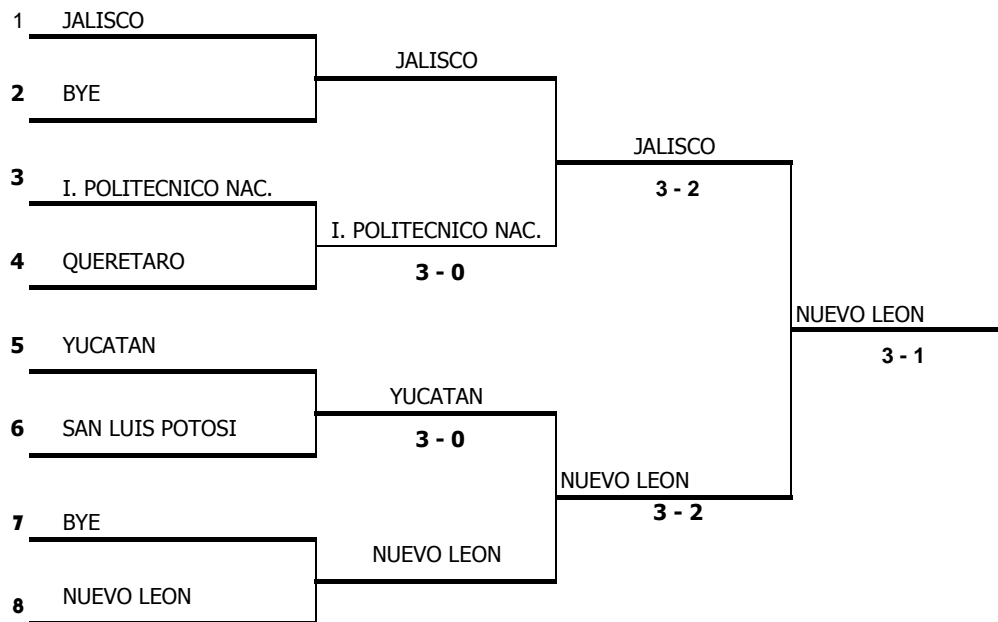 1 JALISCO
JALISCO
2 BYE
JALISCO
3 - 2
3 I. POLITECNICO NAC.
I. POLITECNICO NAC.
3 - 0
4 QUERETARO
NUEVO LEON
3 - 1
5 YUCATAN
YUCATAN
3 - 0
6 SAN LUIS POTOSI
NUEVO LEON
3 - 2
7 BYE
NUEVO LEON
8 NUEVO LEON